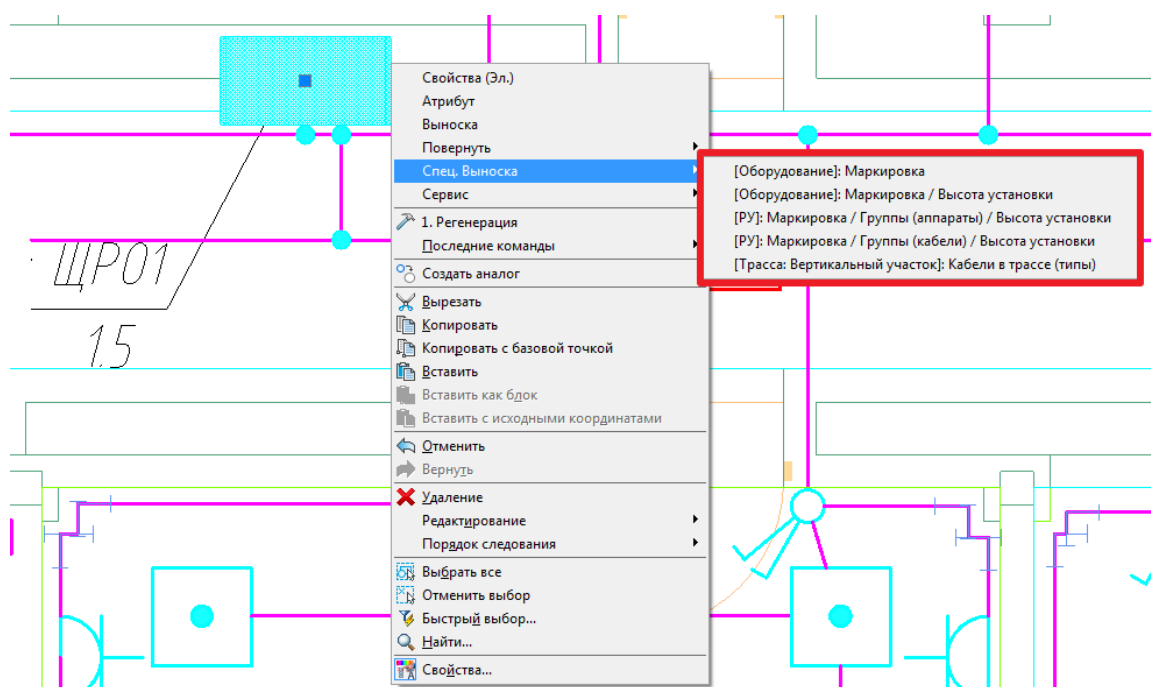 Свойства (Эл.)
Атрибут
Выноска
Повернуть
Спец. Выноска
Сервис
1. Регенерация
Последние команды
Создать аналог
Вырезать
Копировать
Копировать с базовой точкой
Вставить
Вставить как блок
Вставить с исходными координатами
Отменить
Вернуть
Удаление
Редактирование
Порядок следования
Выбрать все
Отменить выбор
Быстрый выбор...
Найти...
Свойства...
[Оборудование]: Маркировка
[Оборудование]: Маркировка / Высота установки
[РУ]: Маркировка / Группы (аппараты) / Высота установки
[РУ]: Маркировка / Группы (кабели) / Высота установки
[Трасса: Вертикальный участок]: Кабели в трассе (типы)
ЩР01
1.5